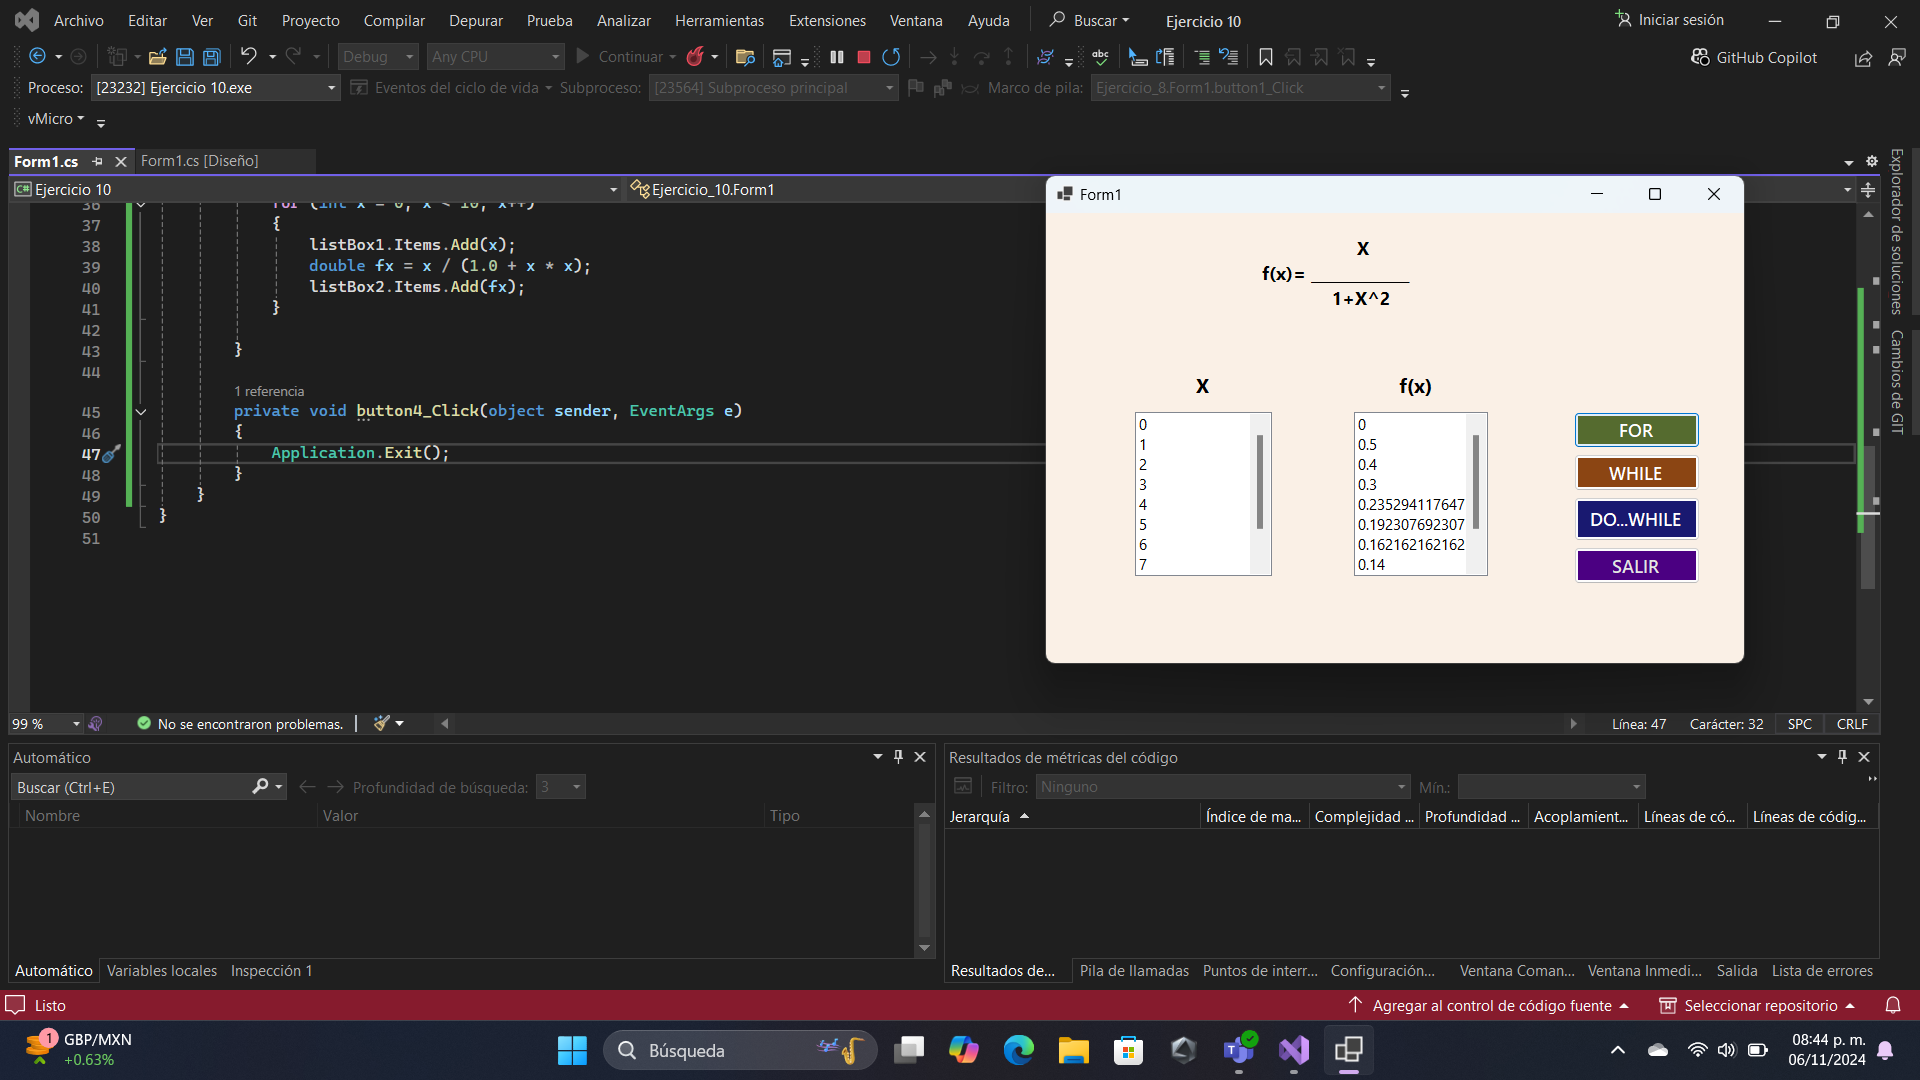 Archivo Editar Ver Git Proyecto Compilar Depurar Prueba Analizar Herramientas Extensiones Ventana Ayuda Buscar Ejercicio 10 Iniciar sesión
Debug Any CPU Continuar GitHub Copilot
Proceso: [23232] Ejercicio 10.exe Eventos del ciclo de vida Subproceso: [23564] Subproceso principal Marco de pila: Ejercicio_8.Form1.button1_Click
vMicro
Form1.cs Form1.cs [Diseño]
Ejercicio 10 Ejercicio_10.Form1
36 for (int x = 0; x < 10; x++)
37 {
38 listBox1.Items.Add(x);
39 double fx = x / (1.0 + x * x);
40 listBox2.Items.Add(fx);
41 }
42
43 }
44
1 referencia
45 private void button4_Click(object sender, EventArgs e)
46 {
47 Application.Exit();
48 }
49 }
50 }
51
Form1
X
f(x)=
1+X^2
X f(x)
0
1
2
3
4
5
6
7
0
0.5
0.4
0.3
0.235294117647
0.192307692307
0.162162162162
0.14
FOR
WHILE
DO...WHILE
SALIR
Explorador de soluciones
Cambios de GIT
99 % No se encontraron problemas. Línea: 47 Carácter: 32 SPC CRLF
Automático
Buscar (Ctrl+E) Profundidad de búsqueda: 3
Nombre Valor Tipo
Automático Variables locales Inspección 1
Resultados de métricas del código
Filtro: Ninguno Mín.:
Jerarquía Índice de ma... Complejidad ... Profundidad ... Acoplamient... Líneas de có... Líneas de códig...
Resultados de... Pila de llamadas Puntos de interr... Configuración... Ventana Coman... Ventana Inmedi... Salida Lista de errores
Listo Agregar al control de código fuente Seleccionar repositorio
1 GBP/MXN
+0.63%
Búsqueda
08:44 p. m.
06/11/2024